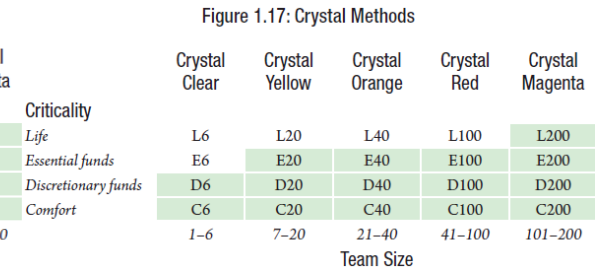 Figure 1.17: Crystal Methods
Crystal Crystal Crystal Crystal Crystal
Clear Yellow Orange Red Magenta
Criticality
Life L6 L20 L40 L100 L200
Essential funds E6 E20 E40 E100 E200
Discretionary funds D6 D20 D40 D100 D200
Comfort C6 C20 C40 C100 C200
1–6 7–20 21–40 41–100 101–200
Team Size